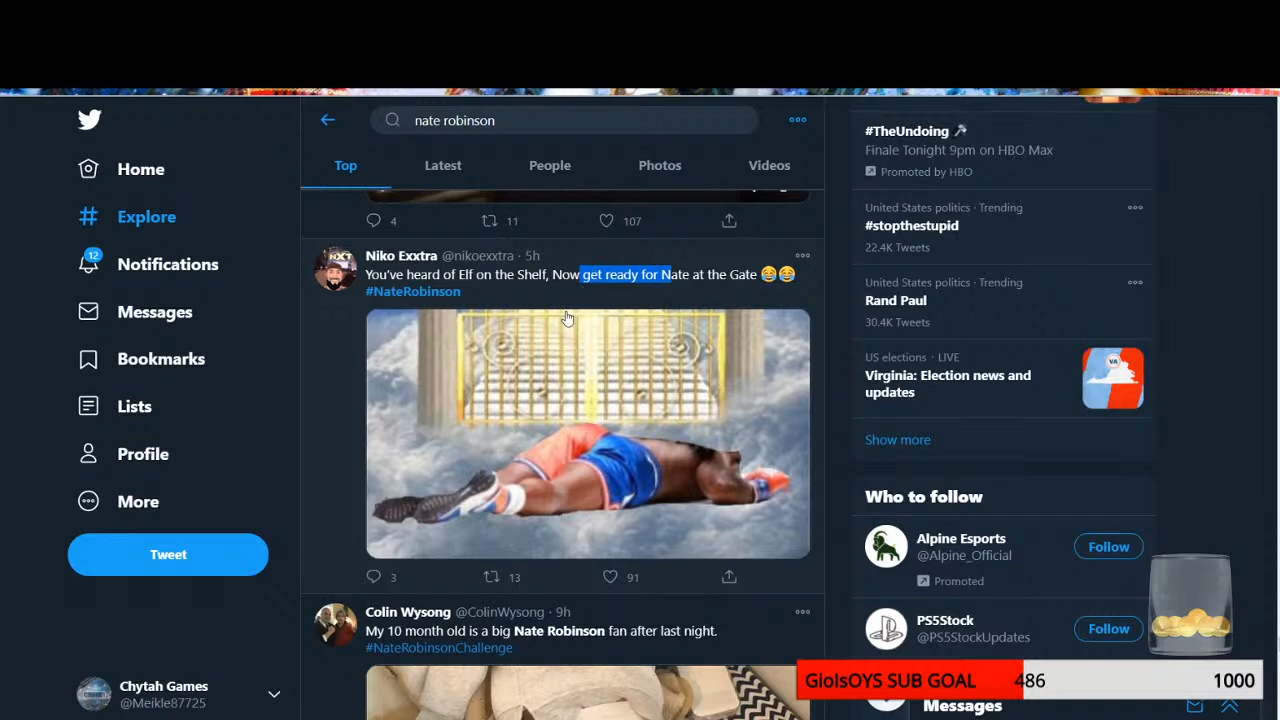 nate robinson
Top
Latest
People
Photos
Videos
Home
Explore
12
Notifications
Messages
Bookmarks
Lists
Profile
More
Tweet
Chytah Games
@Meikle87725
4
11
107
NXT
Niko Exxtra @nikoexxtra · 5h
You've heard of Elf on the Shelf, Now get ready for Nate at the Gate 😂😂
#NateRobinson
3
13
91
Colin Wysong @ColinWysong · 9h
My 10 month old is a big Nate Robinson fan after last night.
#NateRobinsonChallenge
#TheUndoing
Finale Tonight 9pm on HBO Max
Promoted by HBO
United States politics · Trending
#stopthestupid
22.4K Tweets
United States politics · Trending
Rand Paul
30.4K Tweets
US elections · LIVE
Virginia: Election news and
updates
VA
Show more
Who to follow
Alpine Esports
@Alpine_Official
Follow
Promoted
PS5Stock
@PS5StockUpdates
Follow
GioIsOYS SUB GOAL 486 1000
Messages